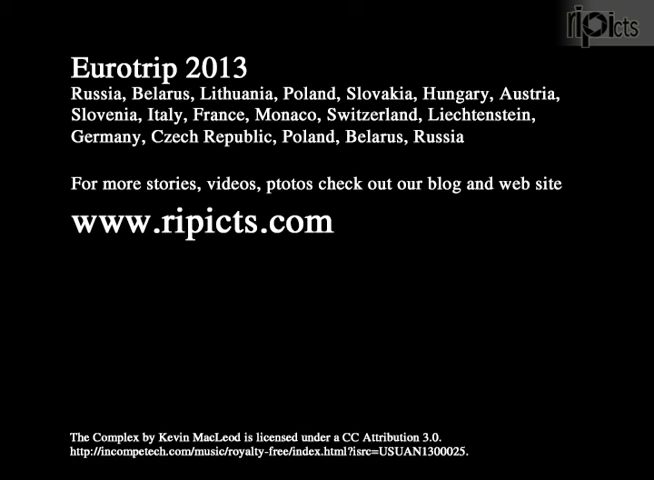 ripicts
Eurotrip 2013
Russia, Belarus, Lithuania, Poland, Slovakia, Hungary, Austria,
Slovenia, Italy, France, Monaco, Switzerland, Liechtenstein,
Germany, Czech Republic, Poland, Belarus, Russia
For more stories, videos, ptotos check out our blog and web site
www.ripicts.com
The Complex by Kevin MacLeod is licensed under a CC Attribution 3.0.
http://incompetech.com/music/royalty-free/index.html?isrc=USUAN1300025.